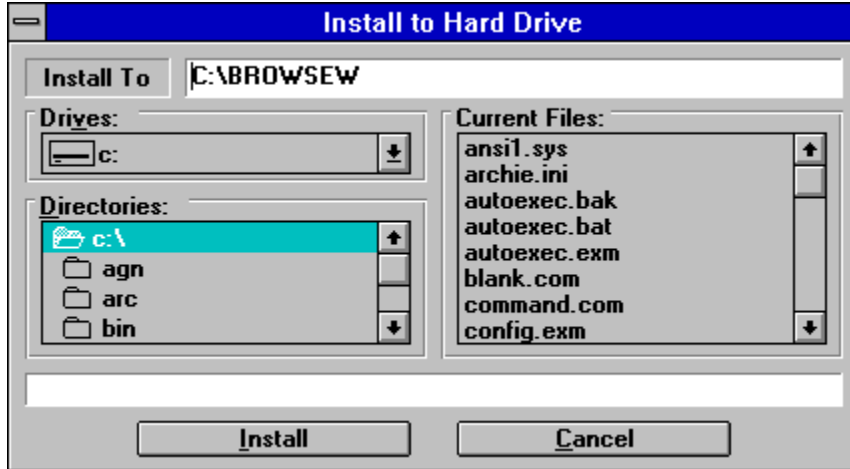 Install to Hard Drive
Install To
C:\BROWSEW
Drives:
c:
Directories:
c:\
agn
arc
bin
Current Files:
ansi1.sys
archie.ini
autoexec.bak
autoexec.bat
autoexec.exm
blank.com
command.com
config.exm
Install
Cancel